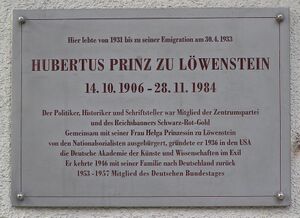 Hier lebte von 1931 bis zu seiner Emigration am 30.4.1933
HUBERTUS PRINZ ZU LÖWENSTEIN
14.10.1906 - 28.11.1984
Der Politiker, Historiker und Schriftsteller war Mitglied der Zentrumspartei
und des Reichsbanners Schwarz-Rot-Gold
Gemeinsam mit seiner Frau Helga Prinzessin zu Löwenstein
von den Nationalsozialisten ausgebürgert, gründete er 1936 in den USA
die Deutsche Akademie der Künste und Wissenschaften im Exil
Er kehrte 1946 mit seiner Familie nach Deutschland zurück
1953 - 1957 Mitglied des Deutschen Bundestages